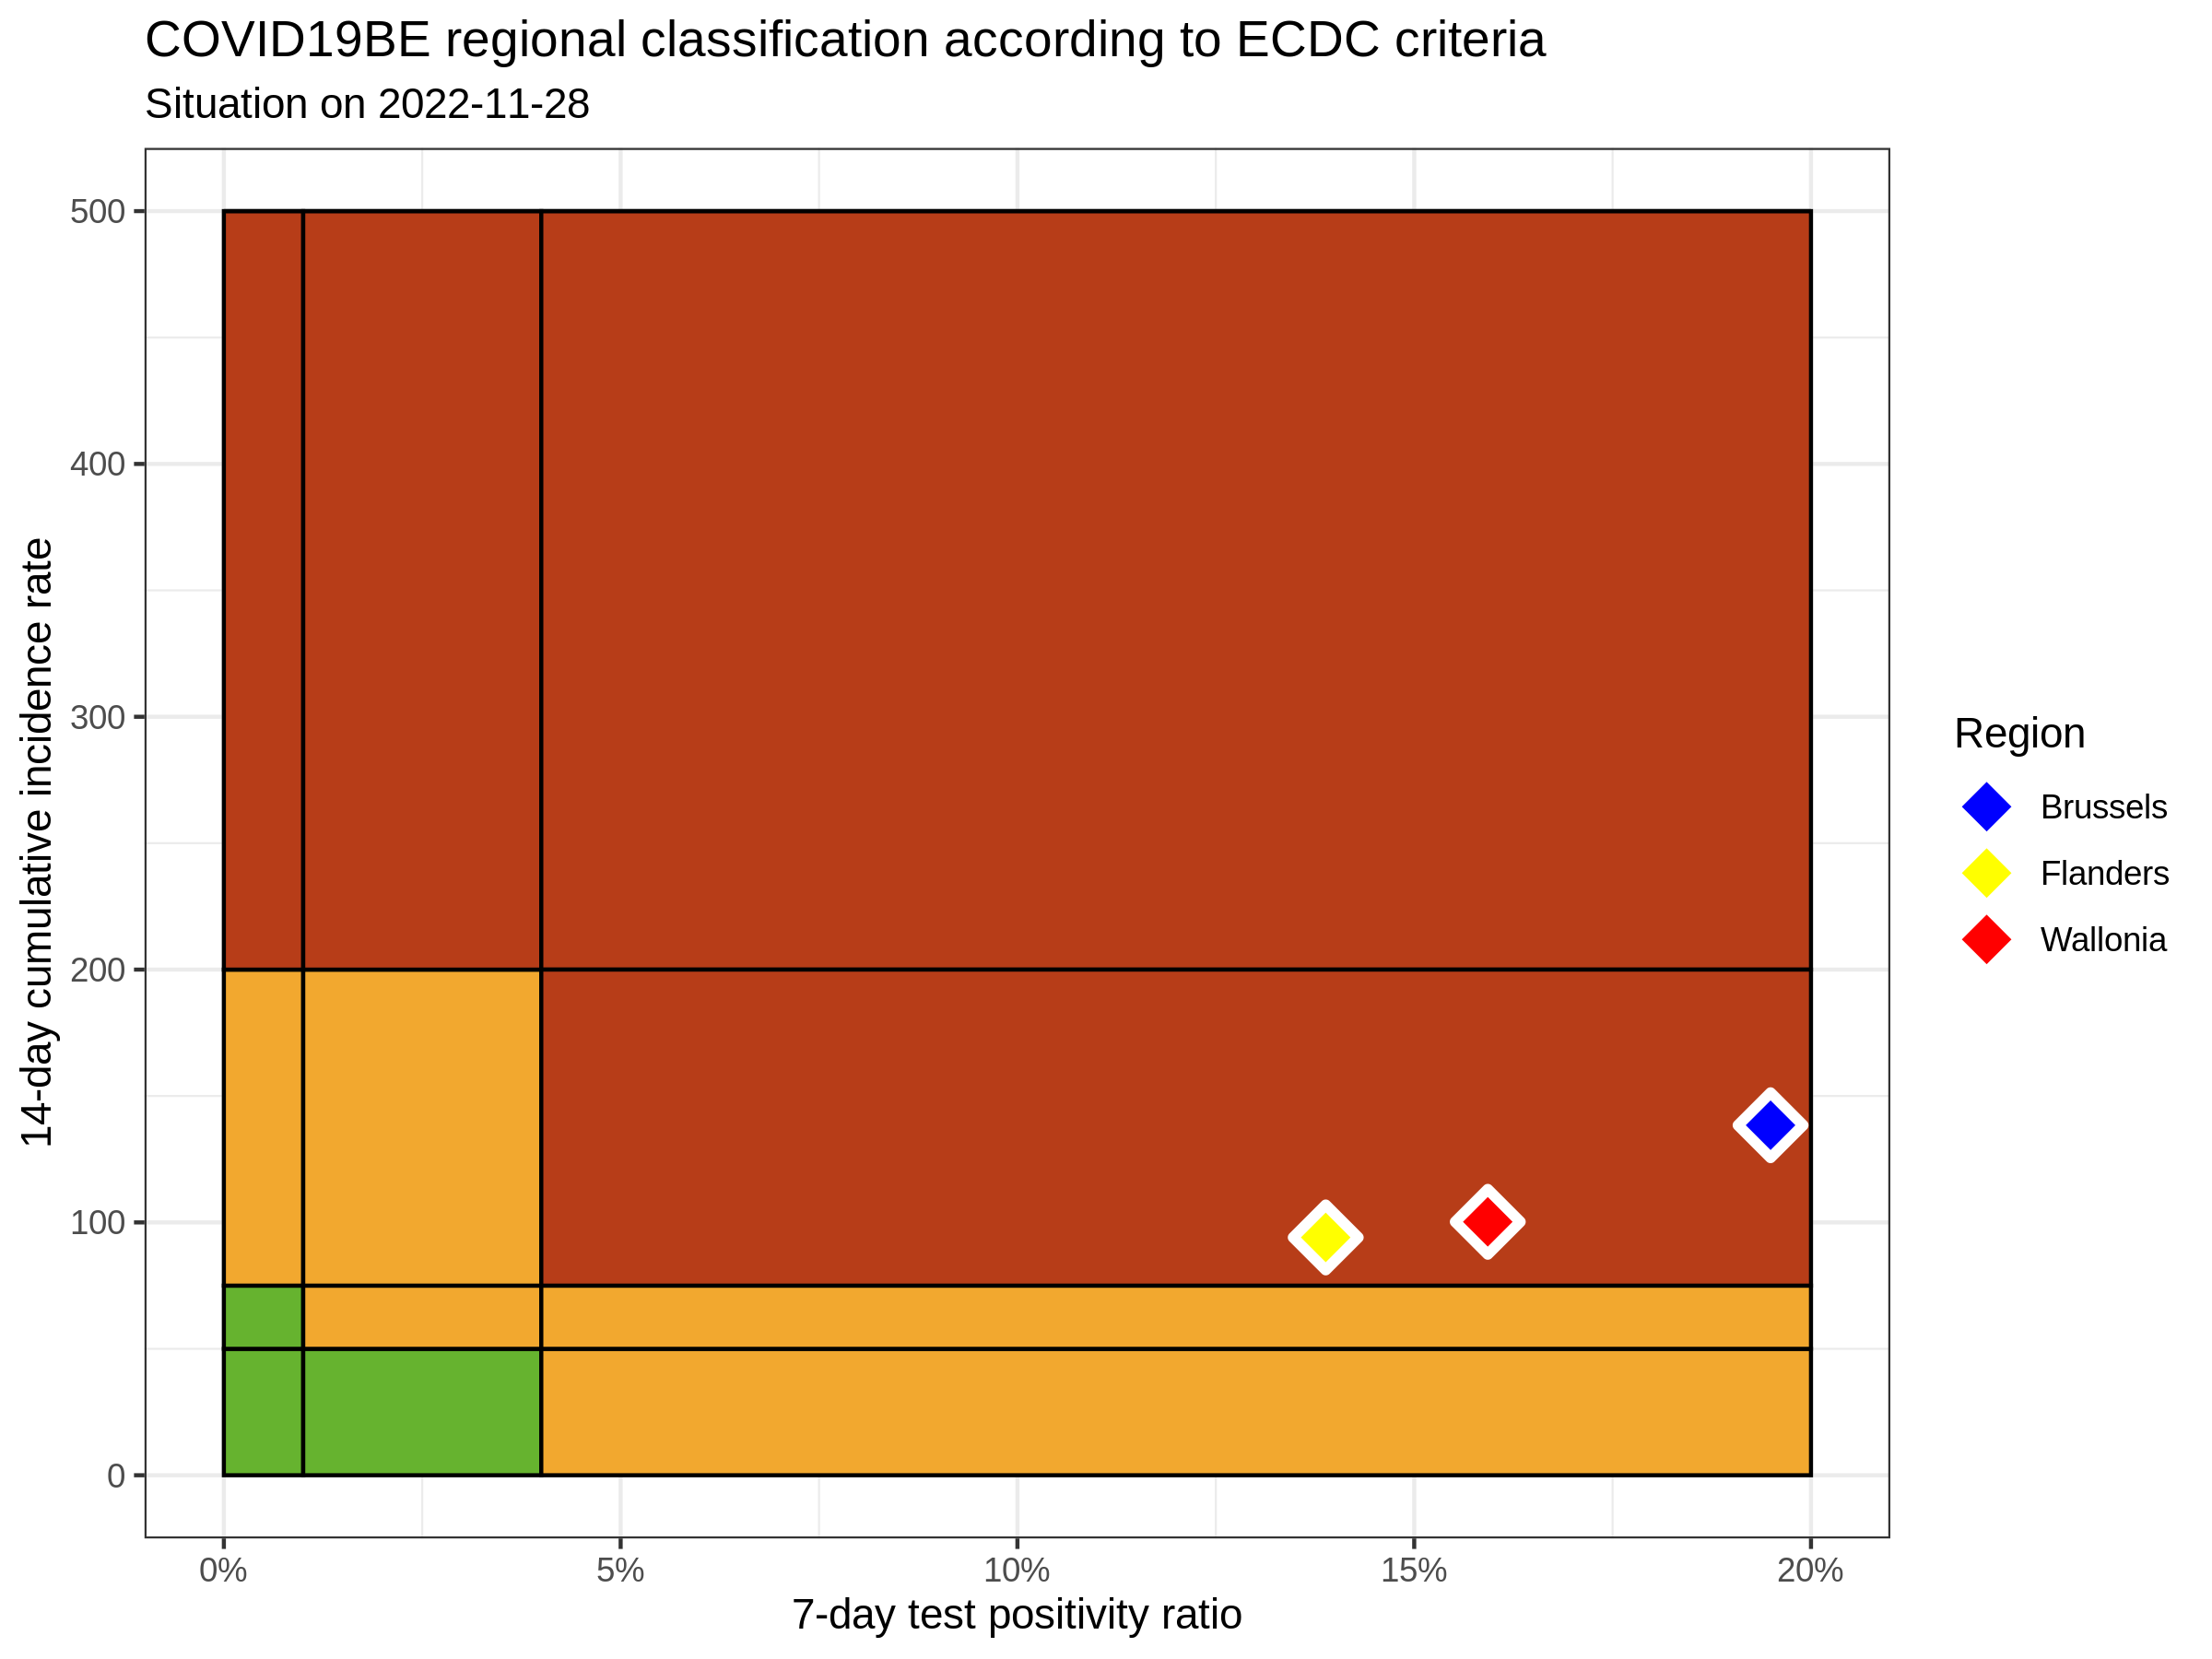 COVID19BE regional classification according to ECDC criteria
Situation on 2022-11-28
14-day cumulative incidence rate
500
400
300
200
100
0
0%
5%
10%
15%
20%
7-day test positivity ratio
Region
Brussels
Flanders
Wallonia